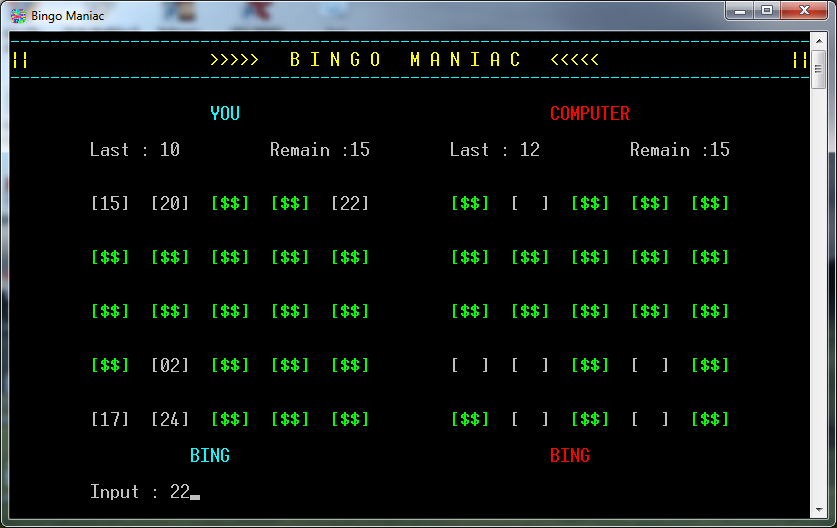 Bingo Maniac
|| >>>>> B I N G O M A N I A C <<<<< ||
YOU COMPUTER
Last : 10 Remain :15 Last : 12 Remain :15
[15] [20] [$$] [$$] [22] [$$] [ ] [$$] [$$] [$$]
[$$] [$$] [$$] [$$] [$$] [$$] [$$] [$$] [$$] [$$]
[$$] [$$] [$$] [$$] [$$] [$$] [$$] [$$] [$$] [$$]
[$$] [02] [$$] [$$] [$$] [ ] [ ] [$$] [ ] [$$]
[17] [24] [$$] [$$] [$$] [$$] [ ] [$$] [ ] [$$]
BING BING
Input : 22_